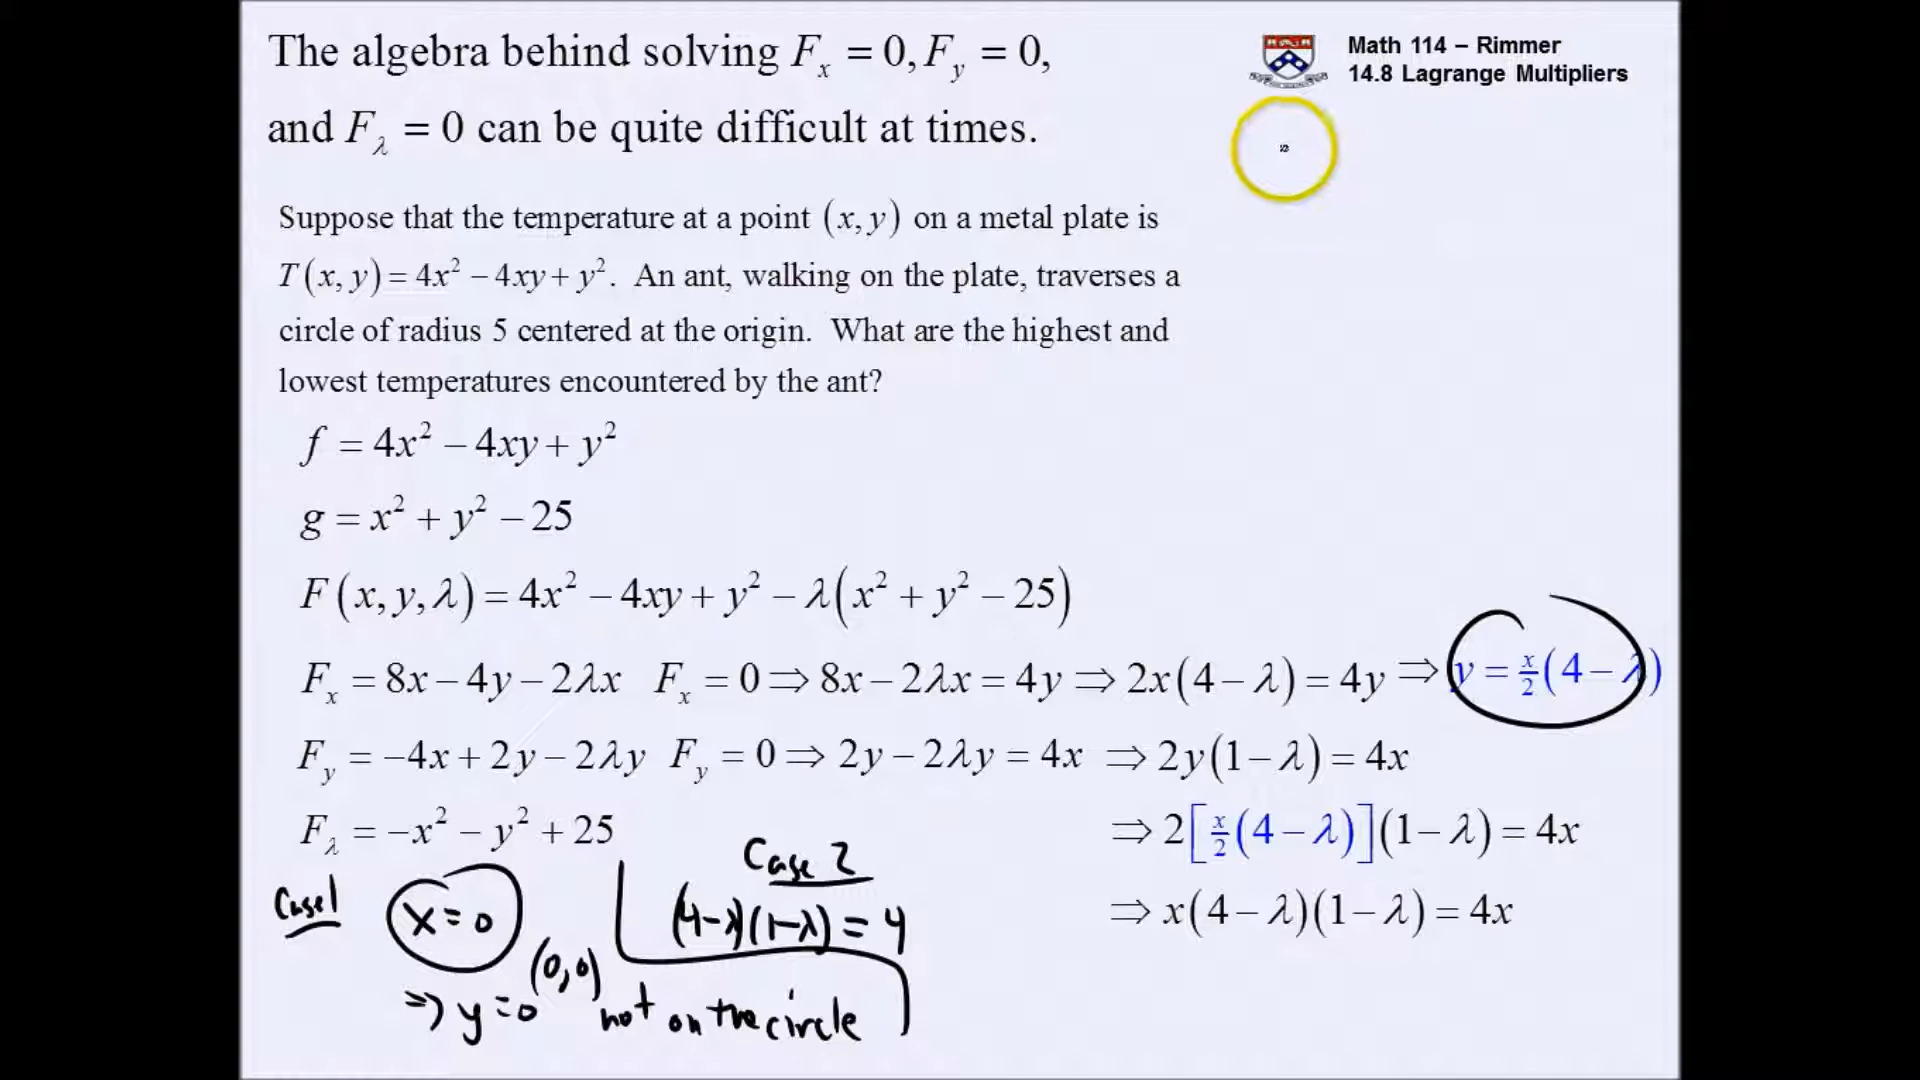 The algebra behind solving Fₓ = 0, F_y = 0,
and F_λ = 0 can be quite difficult at times.
Math 114 – Rimmer
14.8 Lagrange Multipliers
Suppose that the temperature at a point (x, y) on a metal plate is
T(x, y) = 4x² − 4xy + y². An ant, walking on the plate, traverses a
circle of radius 5 centered at the origin. What are the highest and
lowest temperatures encountered by the ant?
f = 4x² − 4xy + y²
g = x² + y² − 25
F(x, y, λ) = 4x² − 4xy + y² − λ(x² + y² − 25)
Fₓ = 8x − 4y − 2λx Fₓ = 0 ⇒ 8x − 2λx = 4y ⇒ 2x(4 − λ) = 4y ⇒ y = x/2(4 − λ)
F_y = −4x + 2y − 2λy F_y = 0 ⇒ 2y − 2λy = 4x ⇒ 2y(1 − λ) = 4x
F_λ = −x² − y² + 25
⇒ 2[x/2(4 − λ)](1 − λ) = 4x
⇒ x(4 − λ)(1 − λ) = 4x
Case 1
x = 0
⇒ y = 0
(0,0)
not on the circle
Case 2
(4−λ)(1−λ) = 4